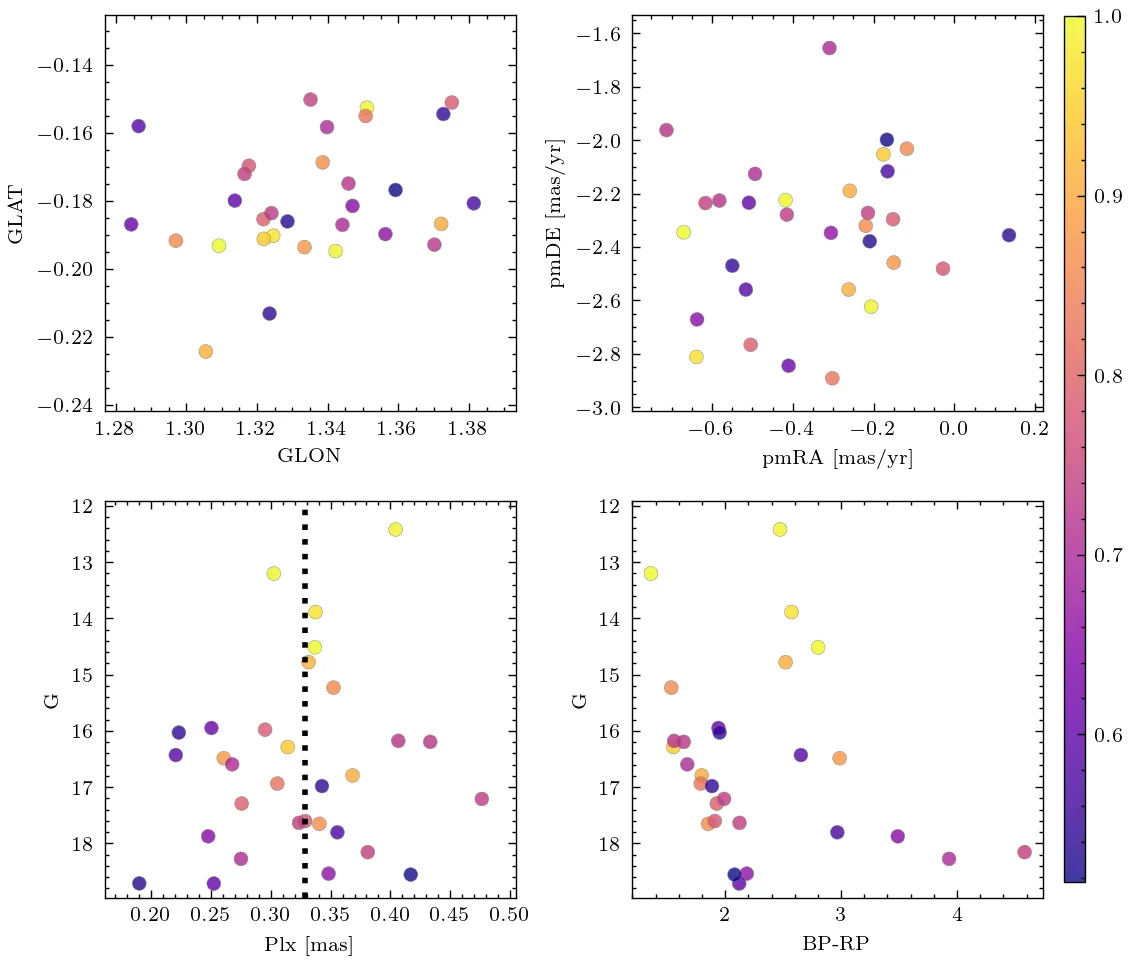 −0.14
−0.16
−0.18
−0.20
−0.22
−0.24
GLAT
1.28 1.30 1.32 1.34 1.36 1.38
GLON
−1.6
−1.8
−2.0
−2.2
−2.4
−2.6
−2.8
−3.0
pmDE [mas/yr]
−0.6 −0.4 −0.2 0.0 0.2
pmRA [mas/yr]
12
13
14
15
16
17
18
G
0.20 0.25 0.30 0.35 0.40 0.45 0.50
Plx [mas]
12
13
14
15
16
17
18
G
2 3 4
BP-RP
1.0
0.9
0.8
0.7
0.6